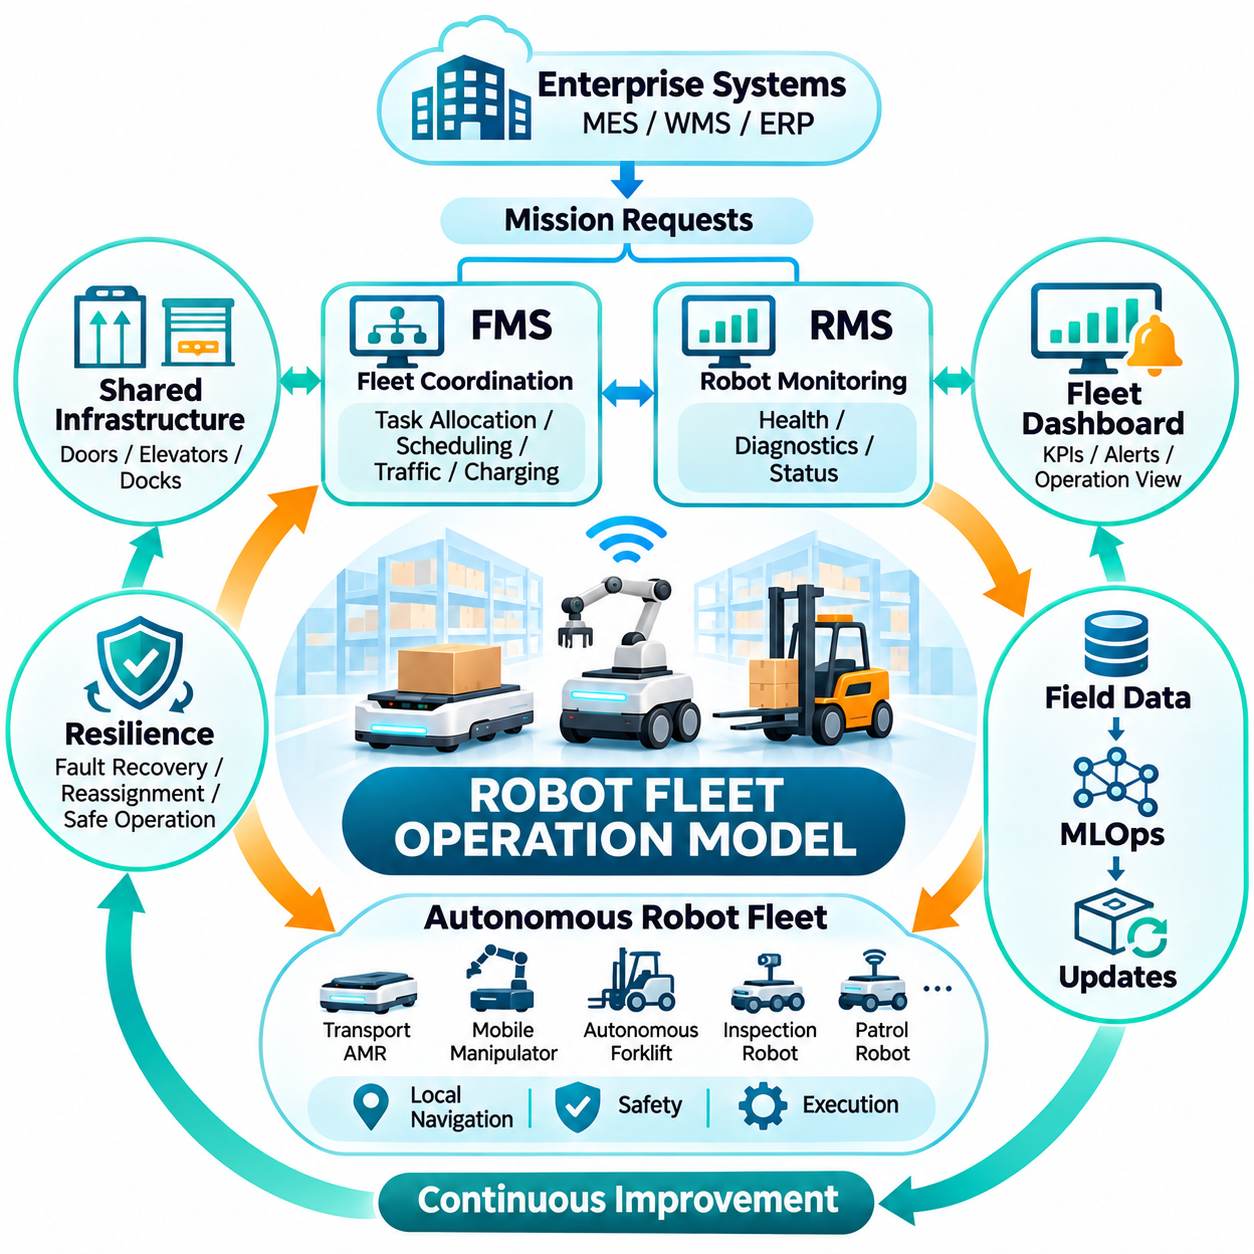 Enterprise Systems
MES / WMS / ERP
Mission Requests
Shared
Infrastructure
Doors / Elevators /
Docks
FMS
Fleet Coordination
Task Allocation /
Scheduling /
Traffic / Charging
RMS
Robot Monitoring
Health /
Diagnostics /
Status
Fleet
Dashboard
KPIs / Alerts /
Operation View
Resilience
Fault Recovery /
Reassignment /
Safe Operation
ROBOT FLEET
OPERATION MODEL
Field Data
MLOps
Updates
Autonomous Robot Fleet
Transport
AMR
Mobile
Manipulator
Autonomous
Forklift
Inspection
Robot
Patrol
Robot
...
Local
Navigation
Safety
Execution
Continuous Improvement